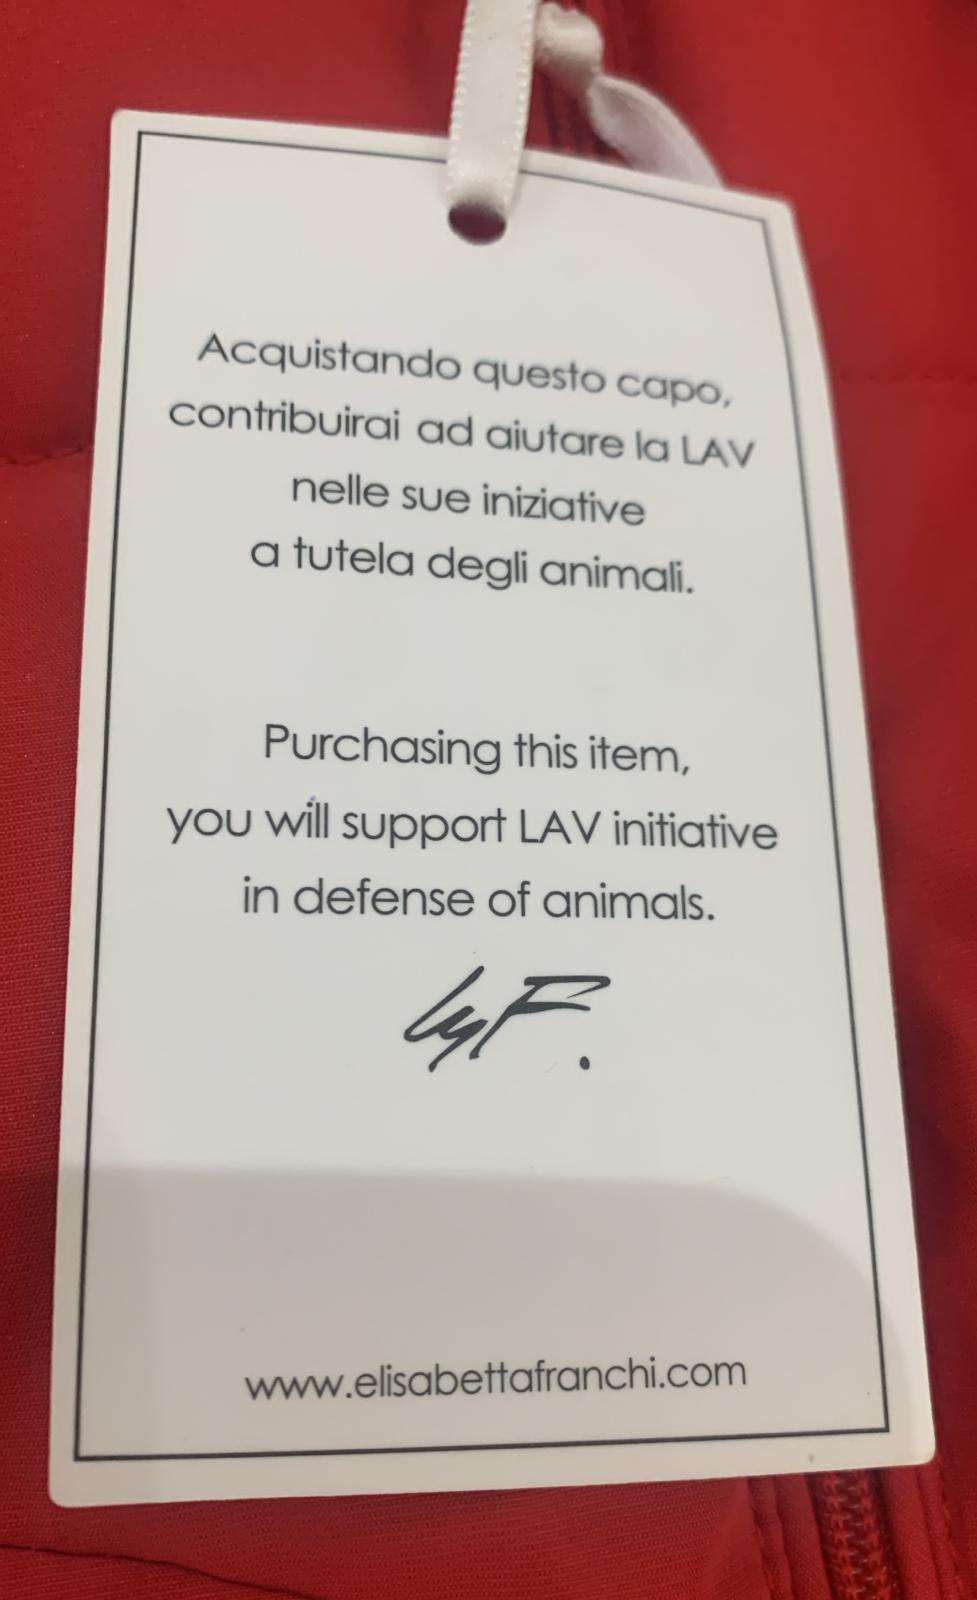 Acquistando questo capo,
contribuirai ad aiutare la LAV
nelle sue iniziative
a tutela degli animali.
Purchasing this item,
you will support LAV initiative
in defense of animals.
www.elisabettafranchi.com